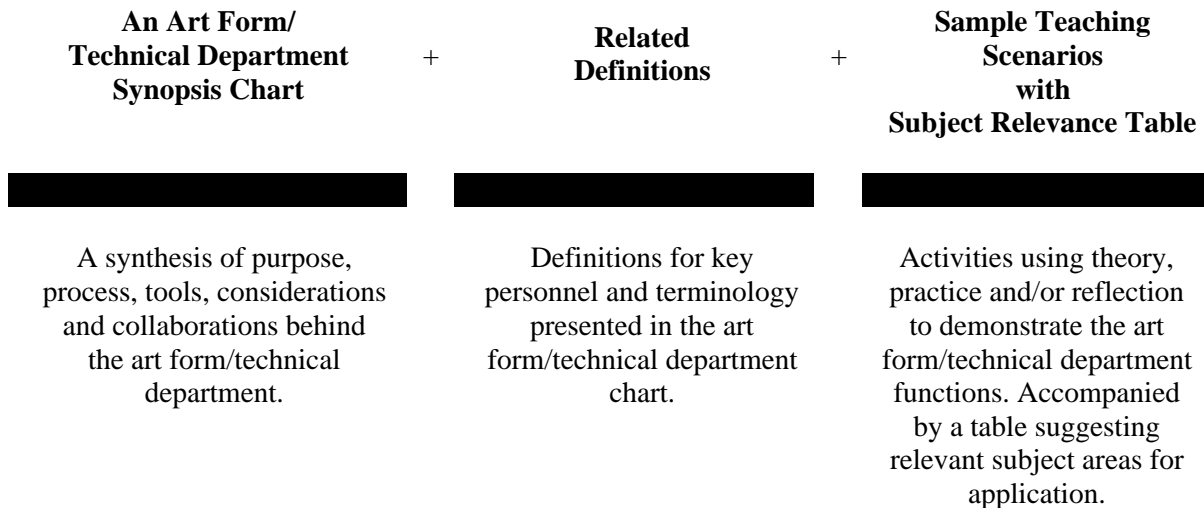 An Art Form/
Technical Department
Synopsis Chart
+
Related
Definitions
+
Sample Teaching
Scenarios
with
Subject Relevance Table
A synthesis of purpose,
process, tools, considerations
and collaborations behind
the art form/technical
department.
Definitions for key
personnel and terminology
presented in the art
form/technical department
chart.
Activities using theory,
practice and/or reflection
to demonstrate the art
form/technical department
functions. Accompanied
by a table suggesting
relevant subject areas for
application.